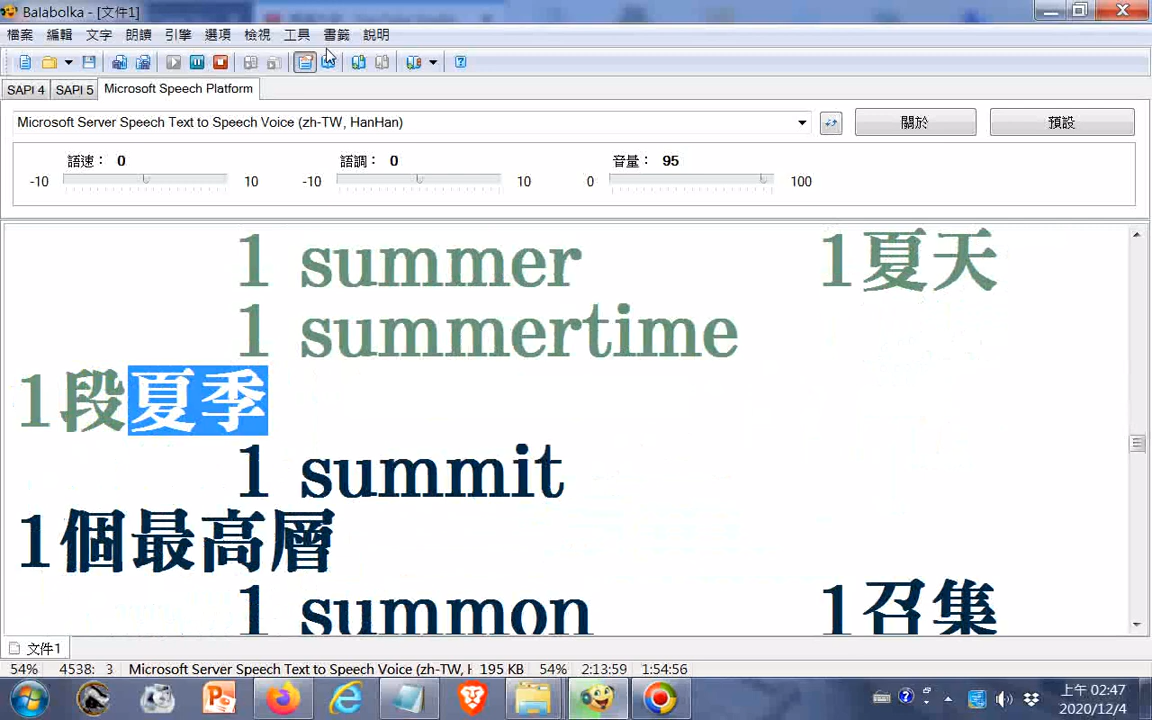 Balabolka - [文件1]
檔案 編輯 文字 朗讀 引擎 選項 檢視 工具 書籤 說明
SAPI 4 SAPI 5 Microsoft Speech Platform
Microsoft Server Speech Text to Speech Voice (zh-TW, HanHan) 關於 預設
語速： 0 語調： 0 音量： 95
-10 10 -10 10 0 100
1 summer 1夏天
1 summertime
1段夏季
1 summit
1個最高層
1 summon 1召集
文件1
54% 4538: 3 Microsoft Server Speech Text to Speech Voice (zh-TW, H 195 KB 54% 2:13:59 1:54:56
上午 02:47
2020/12/4